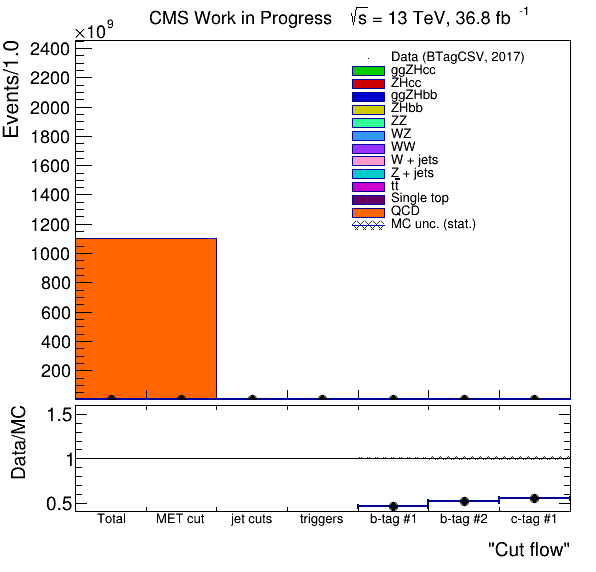 CMS Work in Progress √s = 13 TeV, 36.8 fb⁻¹
×10⁹
Events/1.0
2400
2200
2000
1800
1600
1400
1200
1000
800
600
400
200
Data (BTagCSV, 2017)
ggZHcc
ZHcc
ggZHbb
ZHbb
ZZ
WZ
WW
W + jets
Z + jets
tt̅
Single top
QCD
MC unc. (stat.)
Data/MC
1.5
1
0.5
Total MET cut jet cuts triggers b-tag #1 b-tag #2 c-tag #1
"Cut flow"